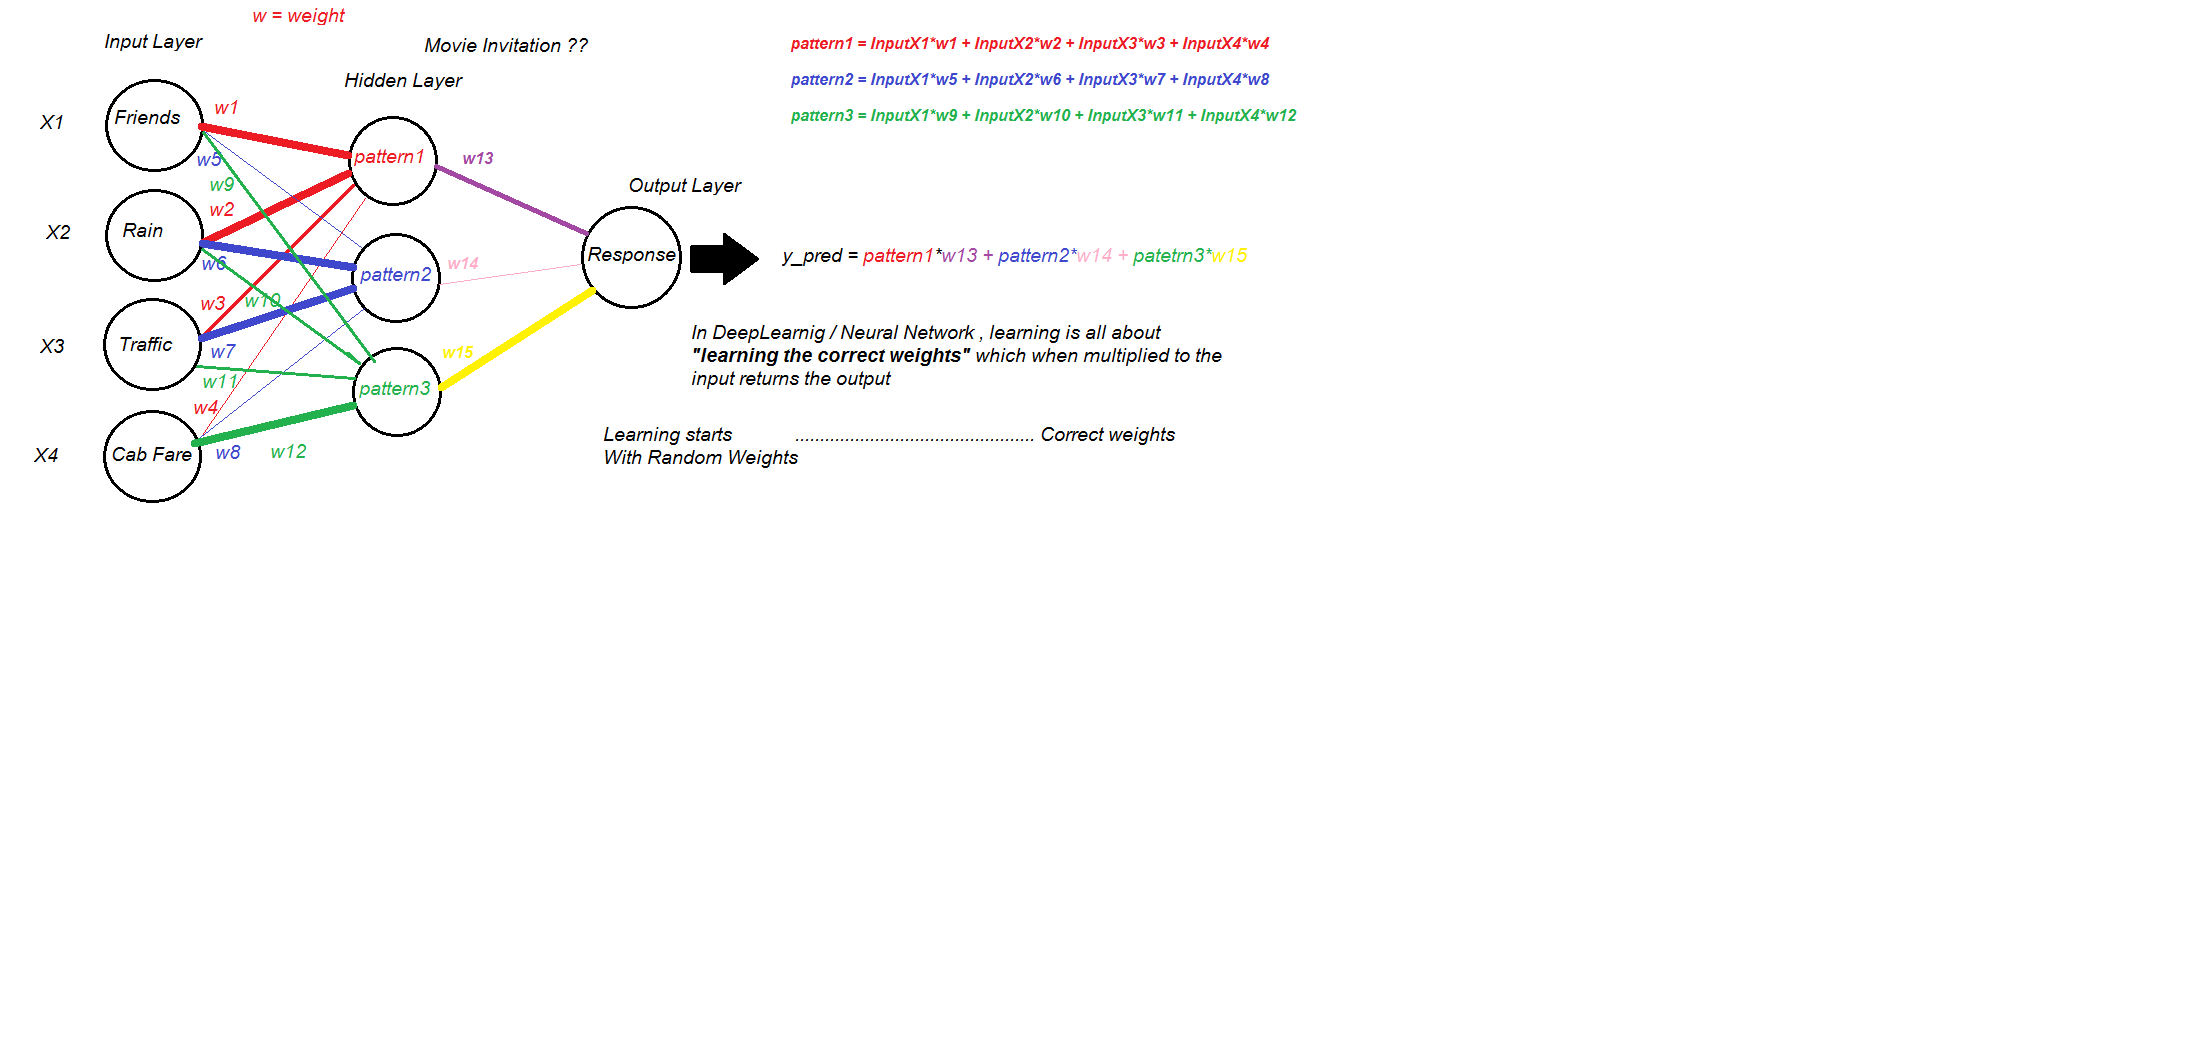 w = weight
Input Layer
Movie Invitation ??
Hidden Layer
X1
Friends
w1
w5
w9
w2
X2
Rain
w6
w10
w3
X3
Traffic
w7
w11
w4
X4
Cab Fare
w8
w12
pattern1
w13
pattern2
w14
pattern3
w15
Output Layer
Response
pattern1 = InputX1*w1 + InputX2*w2 + InputX3*w3 + InputX4*w4
pattern2 = InputX1*w5 + InputX2*w6 + InputX3*w7 + InputX4*w8
pattern3 = InputX1*w9 + InputX2*w10 + InputX3*w11 + InputX4*w12
y_pred = pattern1*w13 + pattern2*w14 + patetrn3*w15
In DeepLearnig / Neural Network , learning is all about
"learning the correct weights" which when multiplied to the
input returns the output
Learning starts ................................................ Correct weights
With Random Weights